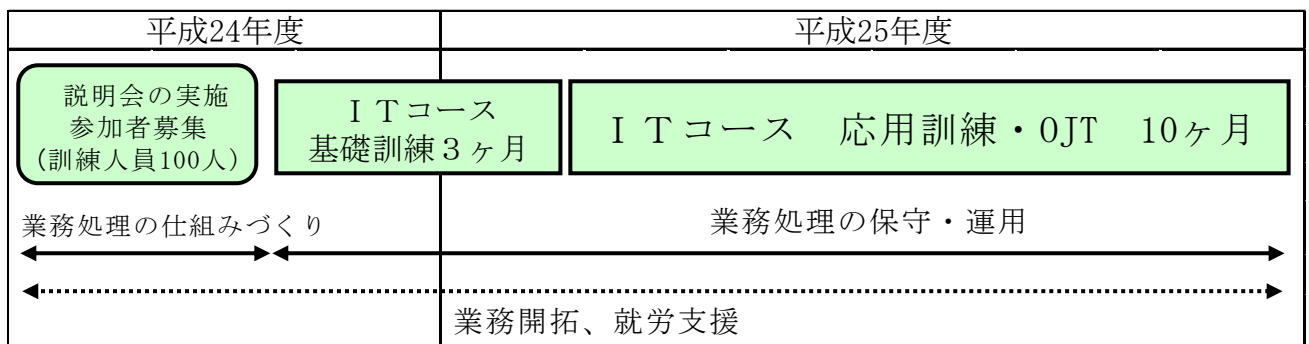 平成24年度
平成25年度
説明会の実施
参加者募集
(訓練人員100人)
ITコース
基礎訓練3ヶ月
ITコース 応用訓練・OJT 10ヶ月
業務処理の仕組みづくり
業務処理の保守・運用
業務開拓、就労支援